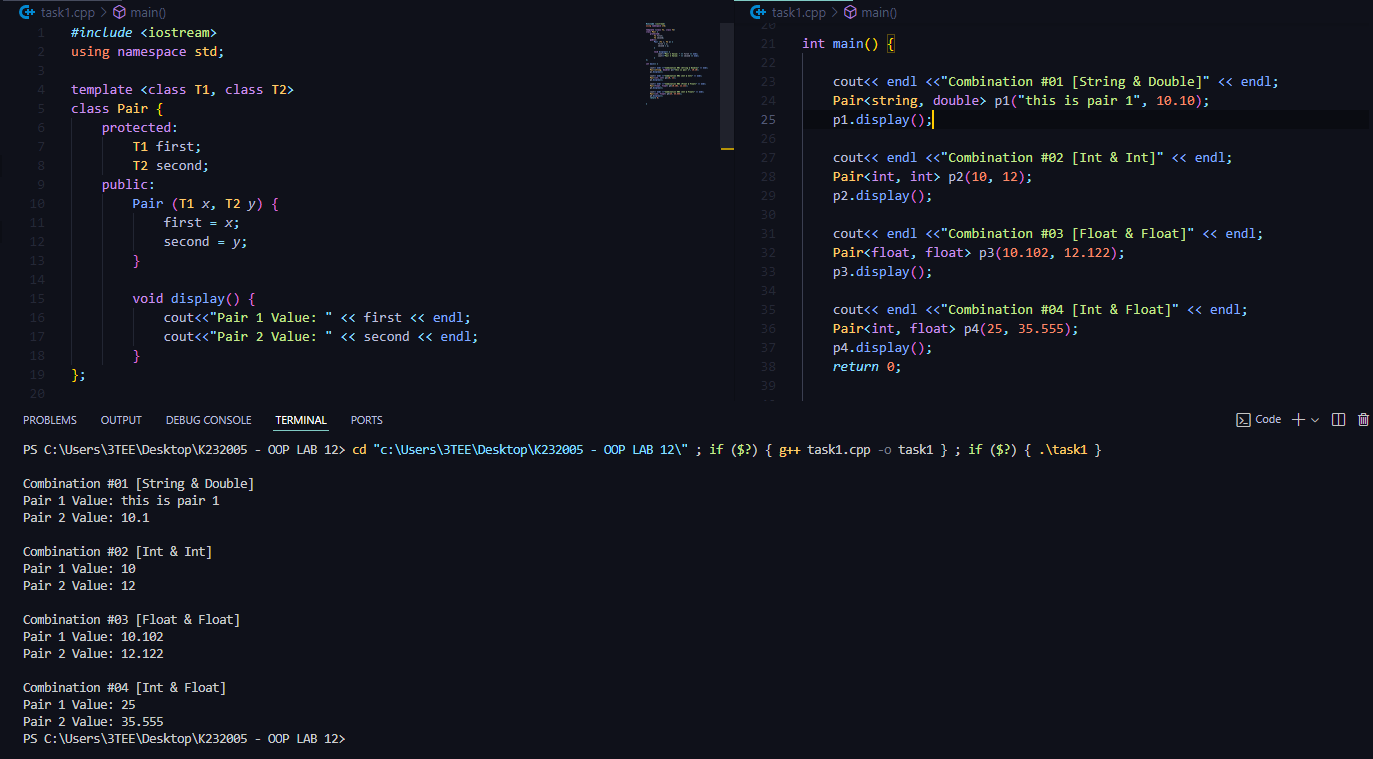 task1.cpp > main()
1 #include <iostream>
2 using namespace std;
3
4 template <class T1, class T2>
5 class Pair {
6 protected:
7 T1 first;
8 T2 second;
9 public:
10 Pair (T1 x, T2 y) {
11 first = x;
12 second = y;
13 }
14
15 void display() {
16 cout<<"Pair 1 Value: " << first << endl;
17 cout<<"Pair 2 Value: " << second << endl;
18 }
19 };
20
task1.cpp > main()
20
21 int main() {
22
23 cout<< endl <<"Combination #01 [String & Double]" << endl;
24 Pair<string, double> p1("this is pair 1", 10.10);
25 p1.display();
26
27 cout<< endl <<"Combination #02 [Int & Int]" << endl;
28 Pair<int, int> p2(10, 12);
29 p2.display();
30
31 cout<< endl <<"Combination #03 [Float & Float]" << endl;
32 Pair<float, float> p3(10.102, 12.122);
33 p3.display();
34
35 cout<< endl <<"Combination #04 [Int & Float]" << endl;
36 Pair<int, float> p4(25, 35.555);
37 p4.display();
38 return 0;
39
PROBLEMS OUTPUT DEBUG CONSOLE TERMINAL PORTS Code
PS C:\Users\3TEE\Desktop\K232005 - OOP LAB 12> cd "c:\Users\3TEE\Desktop\K232005 - OOP LAB 12\" ; if ($?) { g++ task1.cpp -o task1 } ; if ($?) { .\task1 }
Combination #01 [String & Double]
Pair 1 Value: this is pair 1
Pair 2 Value: 10.1
Combination #02 [Int & Int]
Pair 1 Value: 10
Pair 2 Value: 12
Combination #03 [Float & Float]
Pair 1 Value: 10.102
Pair 2 Value: 12.122
Combination #04 [Int & Float]
Pair 1 Value: 25
Pair 2 Value: 35.555
PS C:\Users\3TEE\Desktop\K232005 - OOP LAB 12>